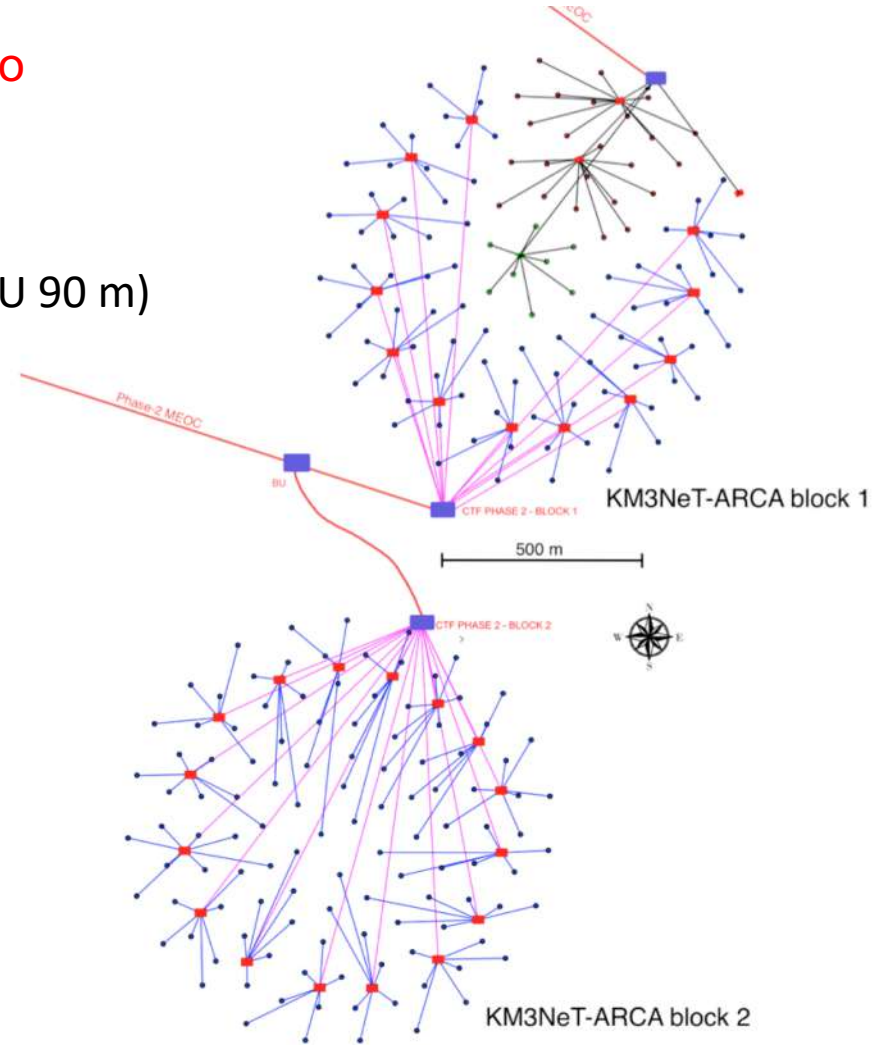 o
EOC
U 90 m)
Phase-2 MEOC
BU
CTF PHASE 2 - BLOCK 1
KM3NeT-ARCA block 1
500 m
N
W E
S
CTF PHASE 2 - BLOCK 2
KM3NeT-ARCA block 2